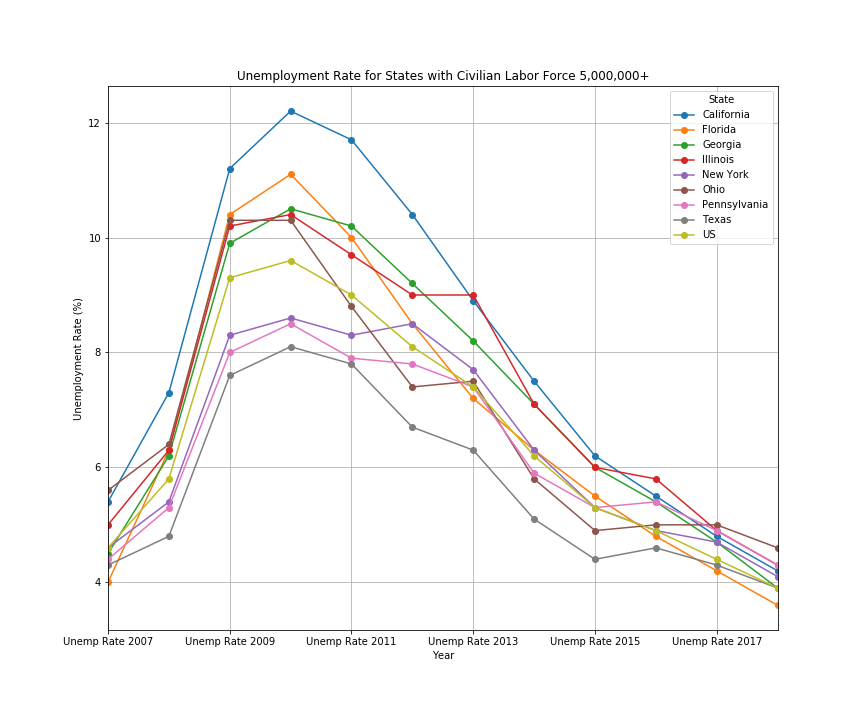 Unemployment Rate for States with Civilian Labor Force 5,000,000+
State
California
Florida
Georgia
Illinois
New York
Ohio
Pennsylvania
Texas
US
12
10
8
6
4
Unemployment Rate (%)
Unemp Rate 2007 Unemp Rate 2009 Unemp Rate 2011 Unemp Rate 2013 Unemp Rate 2015 Unemp Rate 2017
Year